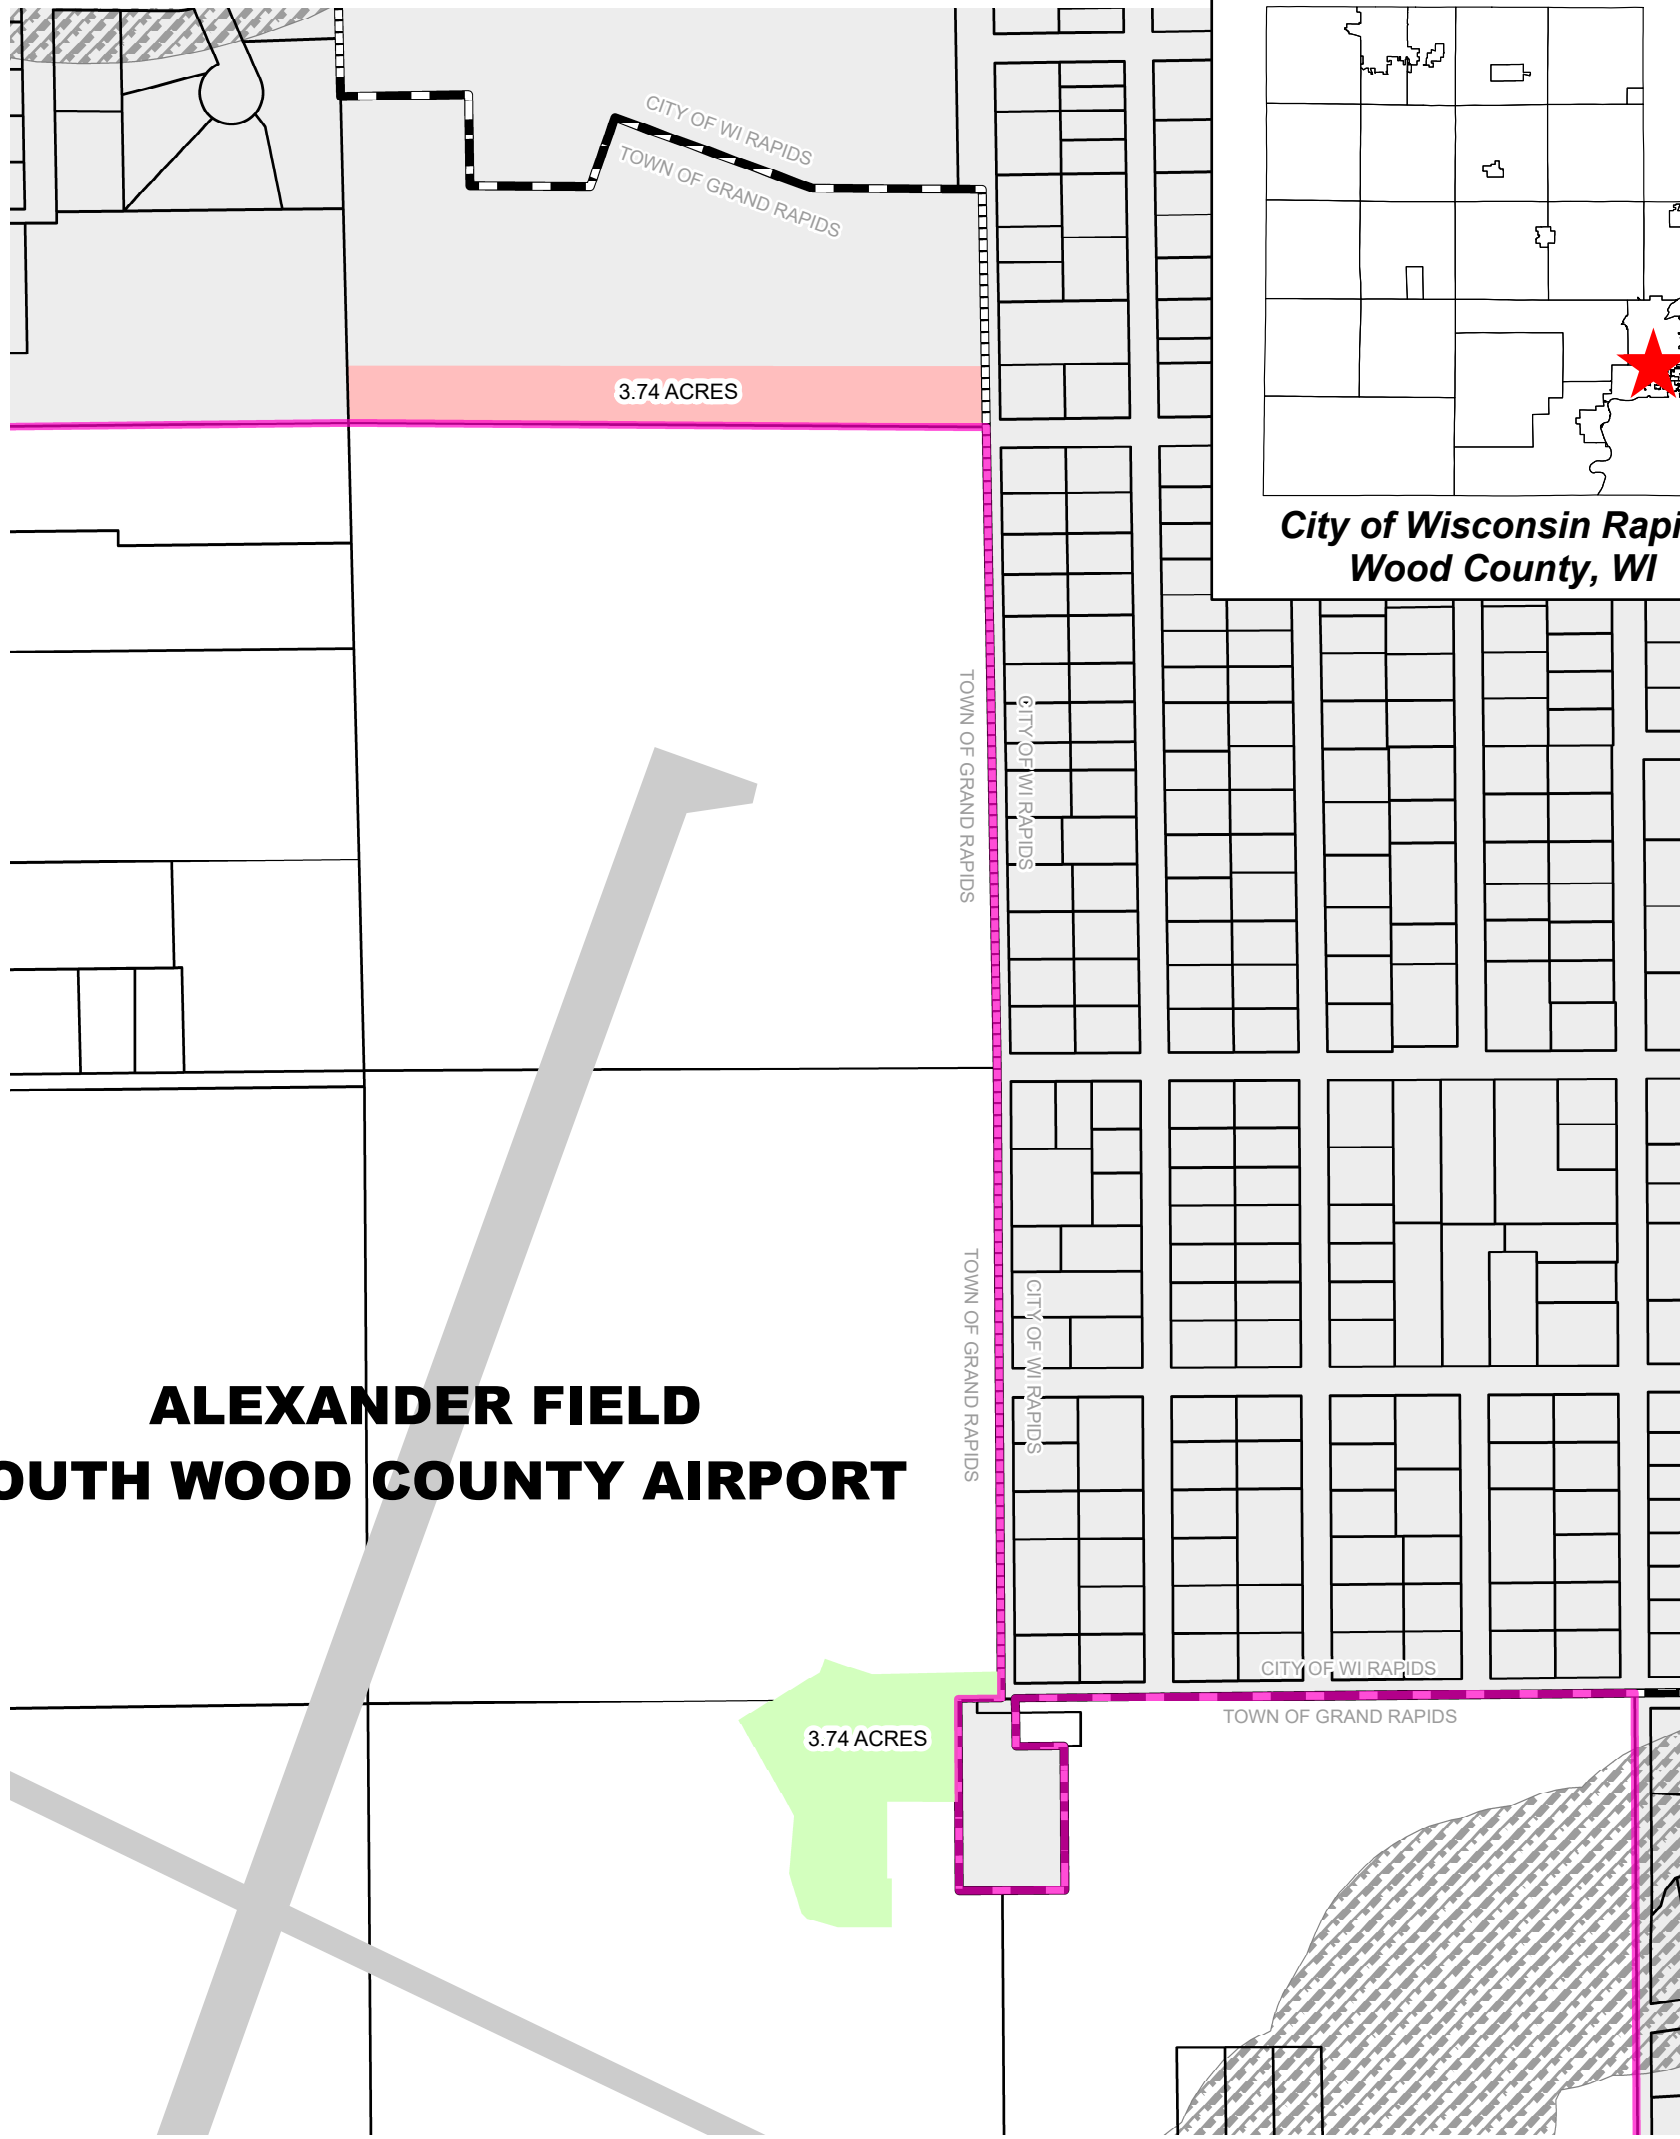 CITY OF WI RAPIDS
TOWN OF GRAND RAPIDS
3.74 ACRES
City of Wisconsin Rapi
Wood County, WI
TOWN OF GRAND RAPIDS
CITY OF WI RAPIDS
TOWN OF GRAND RAPIDS
CITY OF WI RAPIDS
ALEXANDER FIELD
OUTH WOOD COUNTY AIRPORT
CITY OF WI RAPIDS
TOWN OF GRAND RAPIDS
3.74 ACRES